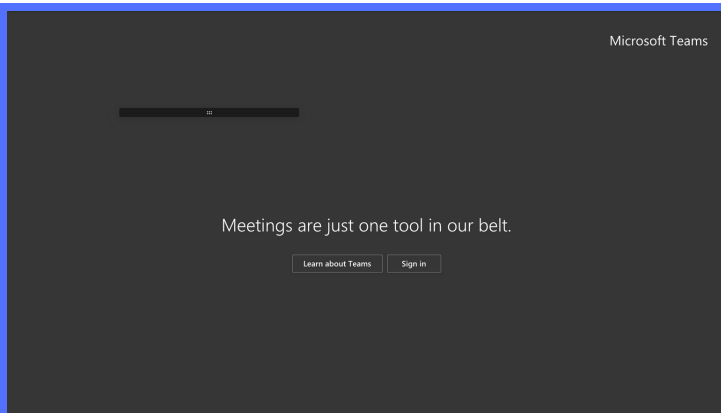 Microsoft Teams
Meetings are just one tool in our belt.
Learn about Teams
Sign in